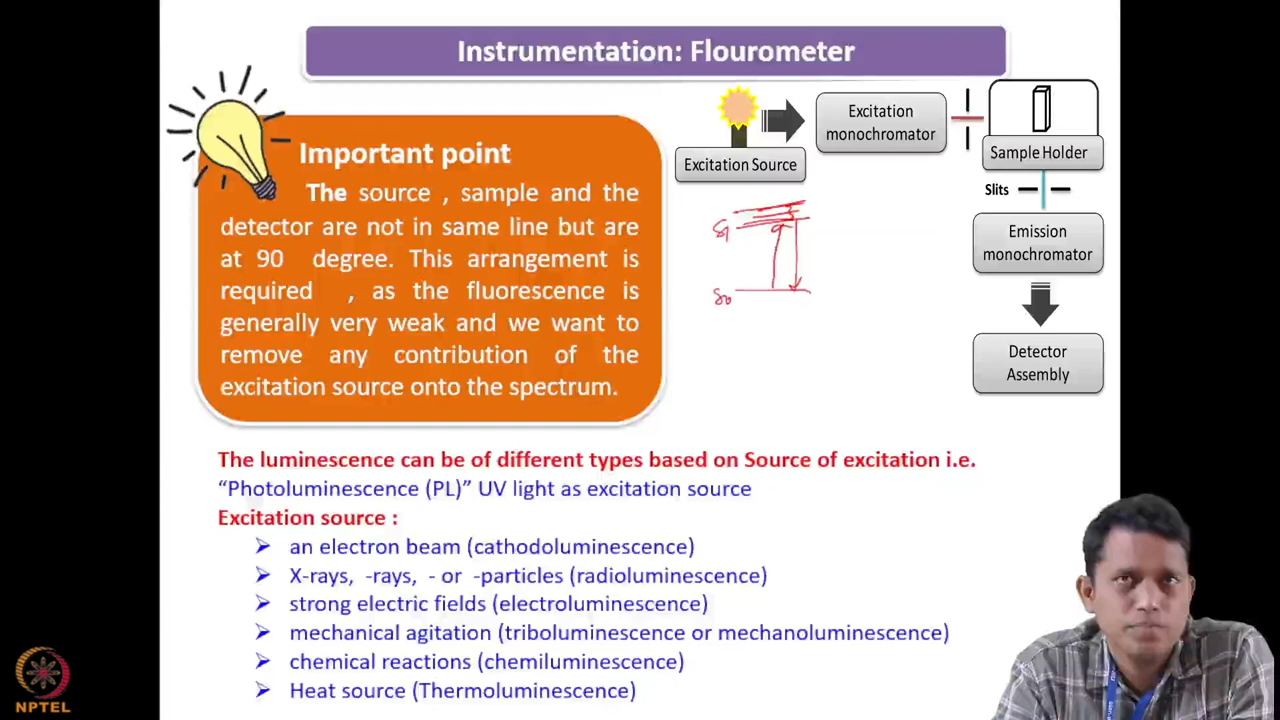 Instrumentation: Flourometer
Important point
The source , sample and the
detector are not in same line but are
at 90 degree. This arrangement is
required , as the fluorescence is
generally very weak and we want to
remove any contribution of the
excitation source onto the spectrum.
Excitation Source
Excitation
monochromator
Sample Holder
Slits
Emission
monochromator
Detector
Assembly
S1
S0
The luminescence can be of different types based on Source of excitation i.e.
“Photoluminescence (PL)” UV light as excitation source
Excitation source :
➢ an electron beam (cathodoluminescence)
➢ X-rays, -rays, - or -particles (radioluminescence)
➢ strong electric fields (electroluminescence)
➢ mechanical agitation (triboluminescence or mechanoluminescence)
➢ chemical reactions (chemiluminescence)
➢ Heat source (Thermoluminescence)
NPTEL